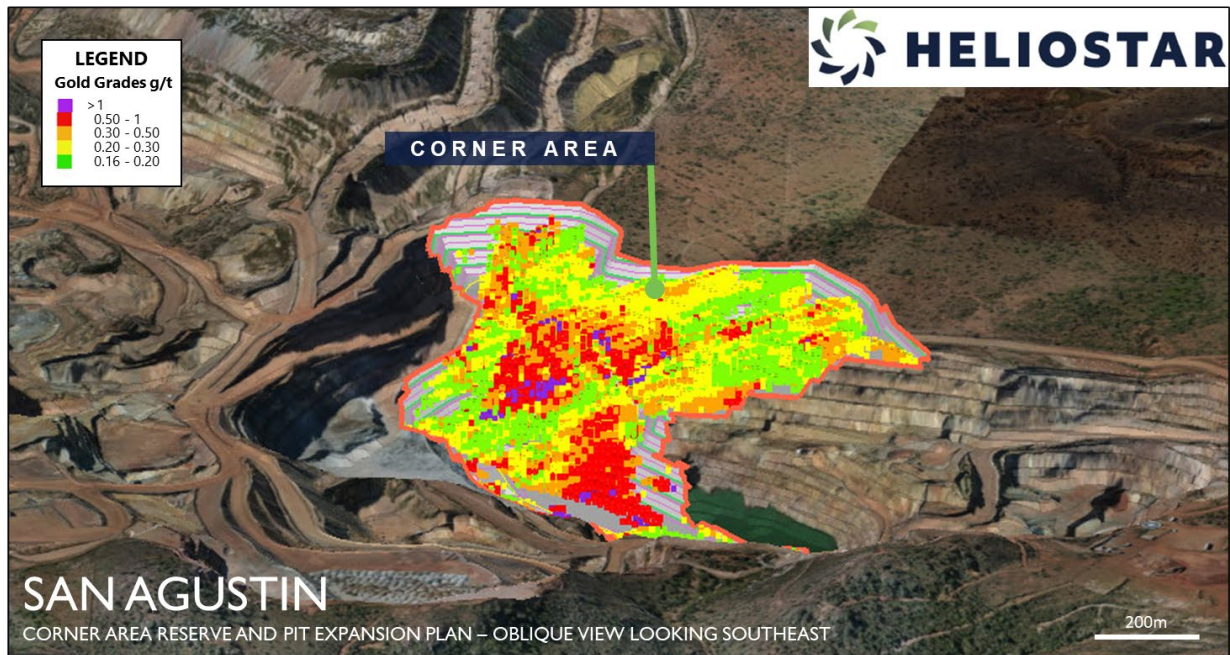 HELIOSTAR
LEGEND
Gold Grades g/t
>1
0.50 - 1
0.30 - 0.50
0.20 - 0.30
0.16 - 0.20
CORNER AREA
SAN AGUSTIN
CORNER AREA RESERVE AND PIT EXPANSION PLAN – OBLIQUE VIEW LOOKING SOUTHEAST
200m